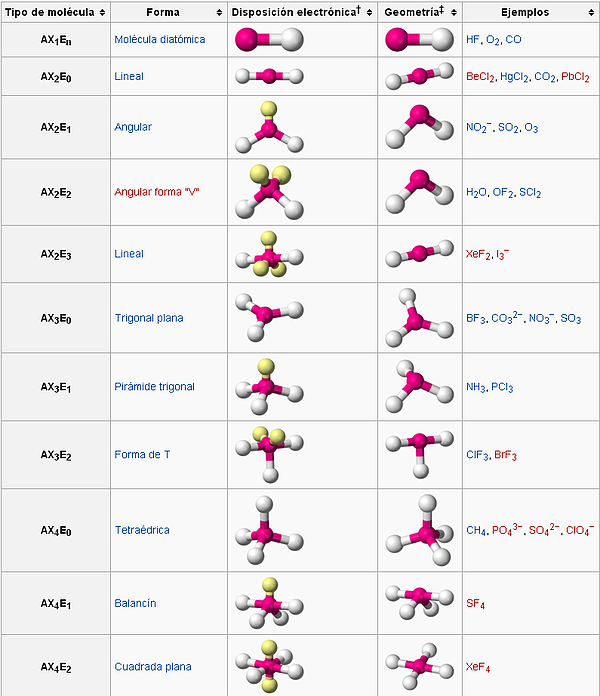 Tipo de molécula Forma Disposición electrónica† Geometría‡ Ejemplos
AX₁Eₙ Molécula diatómica HF, O₂, CO
AX₂E₀ Lineal BeCl₂, HgCl₂, CO₂, PbCl₂
AX₂E₁ Angular NO₂⁻, SO₂, O₃
AX₂E₂ Angular forma "V" H₂O, OF₂, SCl₂
AX₂E₃ Lineal XeF₂, I₃⁻
AX₃E₀ Trigonal plana BF₃, CO₃²⁻, NO₃⁻, SO₃
AX₃E₁ Pirámide trigonal NH₃, PCl₃
AX₃E₂ Forma de T ClF₃, BrF₃
AX₄E₀ Tetraédrica CH₄, PO₄³⁻, SO₄²⁻, ClO₄⁻
AX₄E₁ Balancín SF₄
AX₄E₂ Cuadrada plana XeF₄